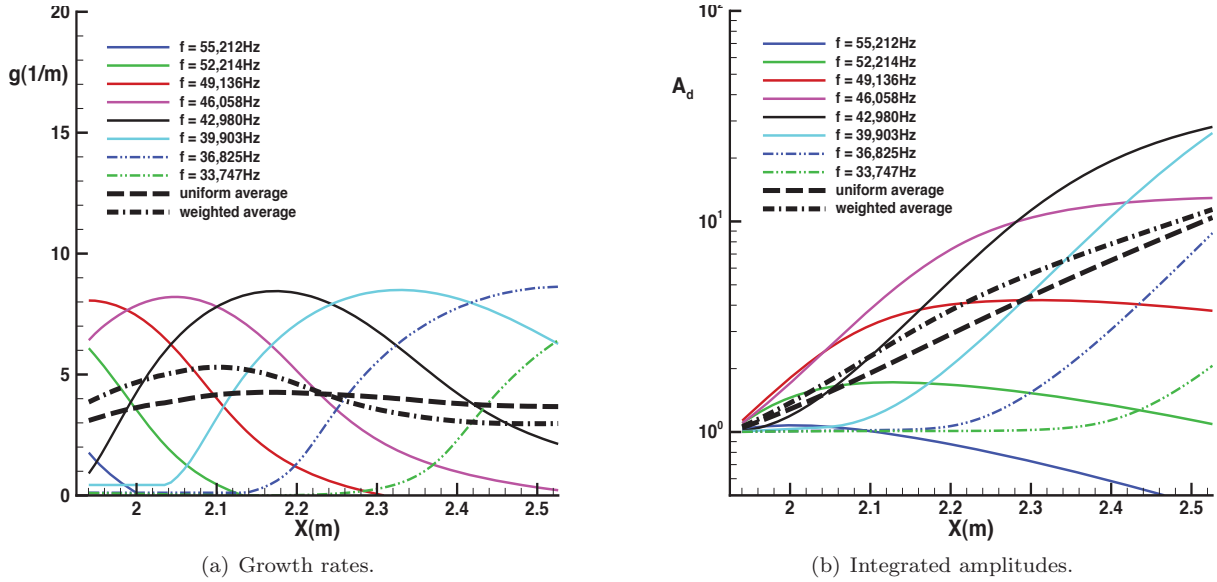 20
15
10
5
0
g(1/m)
f = 55,212Hz
f = 52,214Hz
f = 49,136Hz
f = 46,058Hz
f = 42,980Hz
f = 39,903Hz
f = 36,825Hz
f = 33,747Hz
uniform average
weighted average
2 2.1 2.2 2.3 2.4 2.5
X(m)
(a) Growth rates.
10²
10¹
10⁰
A_d
f = 55,212Hz
f = 52,214Hz
f = 49,136Hz
f = 46,058Hz
f = 42,980Hz
f = 39,903Hz
f = 36,825Hz
f = 33,747Hz
uniform average
weighted average
2 2.1 2.2 2.3 2.4 2.5
X(m)
(b) Integrated amplitudes.